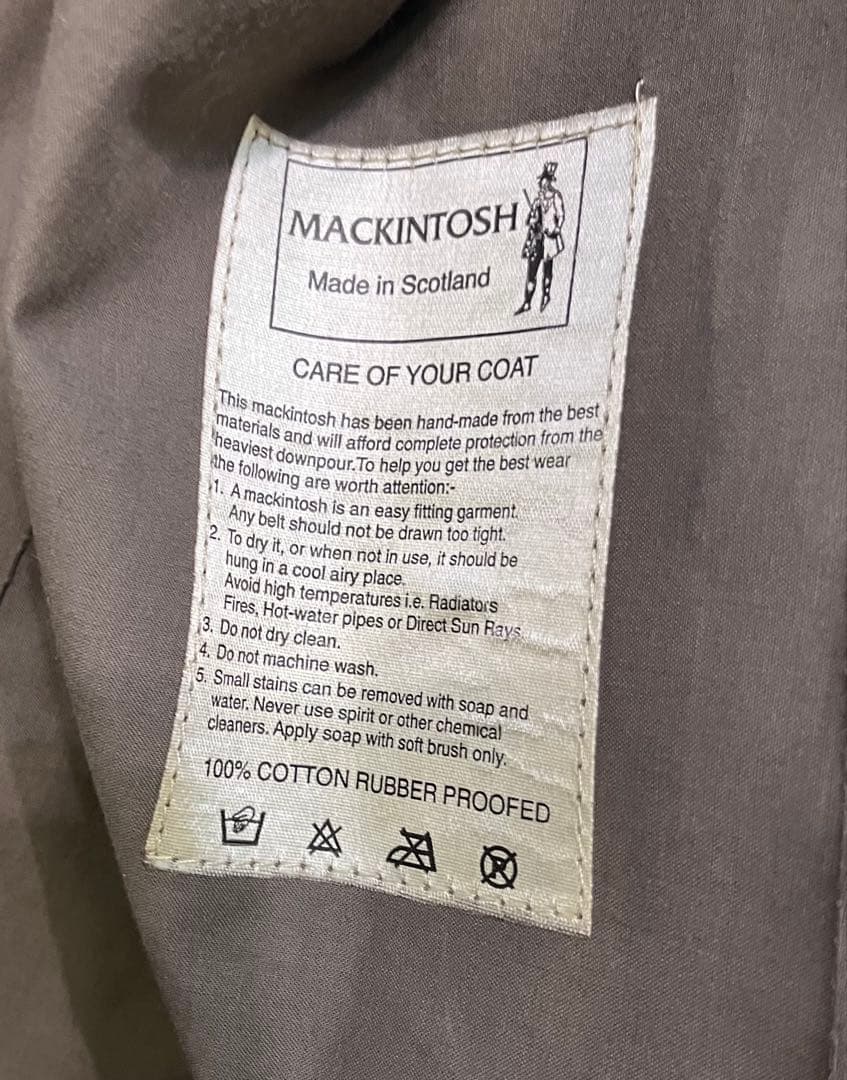 MACKINTOSH
Made in Scotland
CARE OF YOUR COAT
This mackintosh has been hand-made from the best
materials and will afford complete protection from the
heaviest downpour.To help you get the best wear
the following are worth attention:-
1. A mackintosh is an easy fitting garment.
Any belt should not be drawn too tight.
2. To dry it, or when not in use, it should be
hung in a cool airy place.
Avoid high temperatures i.e. Radiators
Fires, Hot-water pipes or Direct Sun Rays.
3. Do not dry clean.
4. Do not machine wash.
5. Small stains can be removed with soap and
water. Never use spirit or other chemical
cleaners. Apply soap with soft brush only.
100% COTTON RUBBER PROOFED
R